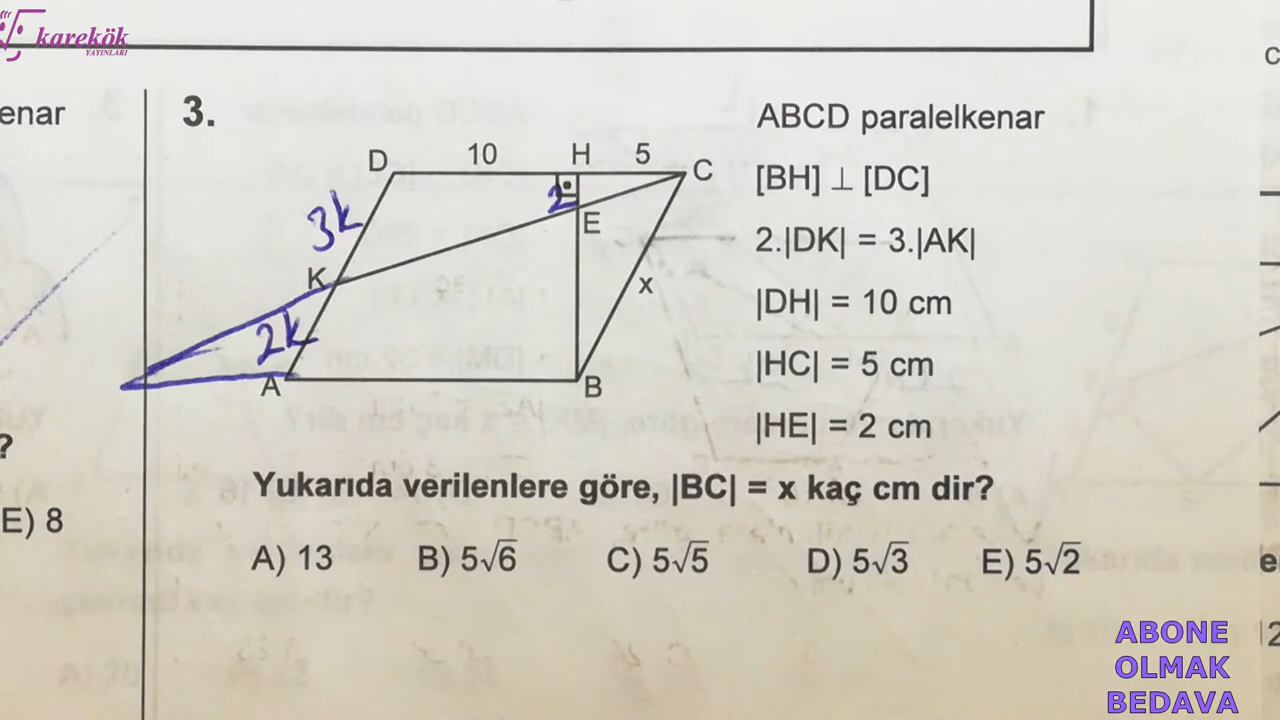 karekök
YAYINLARI
enar
3.
ABCD paralelkenar
D 10 H 5 C
[BH] ⊥ [DC]
2
3k
E
2.|DK| = 3.|AK|
K
x
|DH| = 10 cm
2k
|HC| = 5 cm
A
B
|HE| = 2 cm
?
Yukarıda verilenlere göre, |BC| = x kaç cm dir?
E) 8
A) 13 B) 5√6 C) 5√5 D) 5√3 E) 5√2
ABONE
OLMAK
BEDAVA